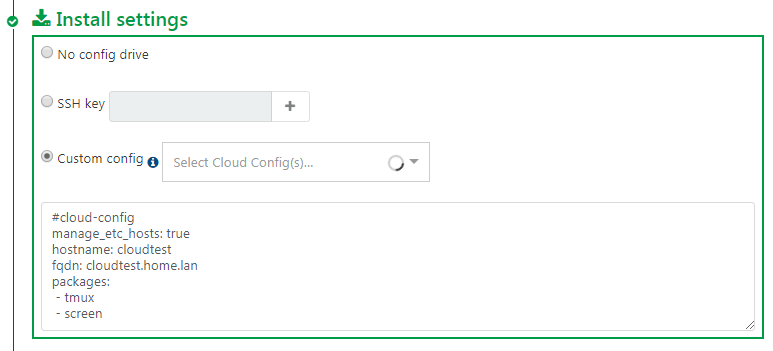 Install settings
No config drive
SSH key
Custom config
Select Cloud Config(s)...
#cloud-config
manage_etc_hosts: true
hostname: cloudtest
fqdn: cloudtest.home.lan
packages:
- tmux
- screen